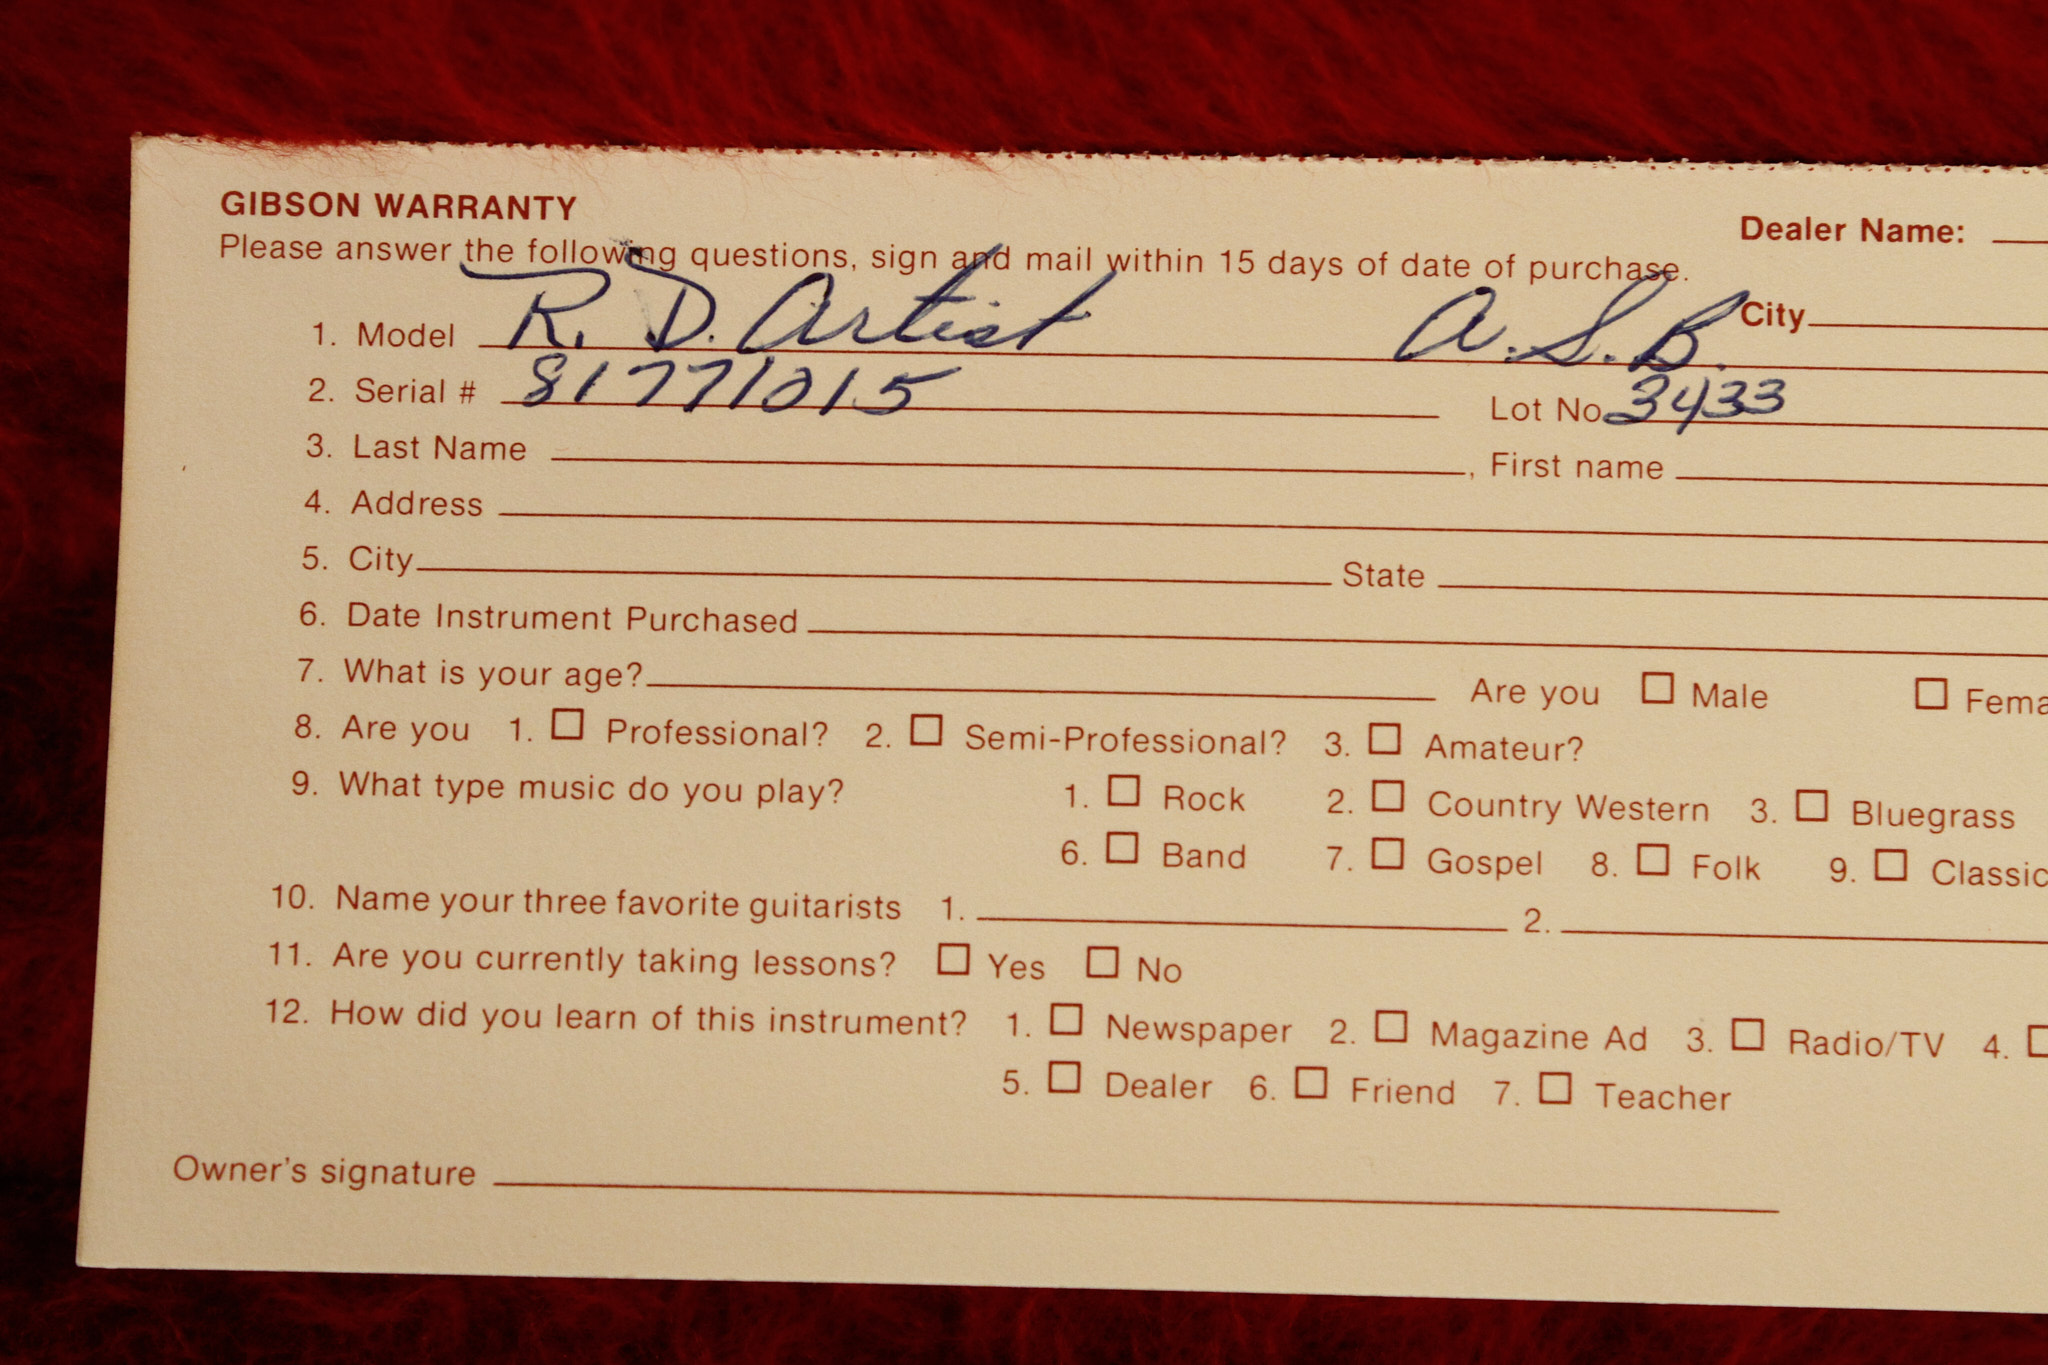 GIBSON WARRANTY
Please answer the following questions, sign and mail within 15 days of date of purchase.
Dealer Name:
City
1. Model R. D. Artist A.S.B.
2. Serial # 81771015 Lot No. 3433
3. Last Name , First name
4. Address
5. City State
6. Date Instrument Purchased
7. What is your age? Are you Male Fema
8. Are you 1. Professional? 2. Semi-Professional? 3. Amateur?
9. What type music do you play? 1. Rock 2. Country Western 3. Bluegrass
6. Band 7. Gospel 8. Folk 9. Classic
10. Name your three favorite guitarists 1. 2.
11. Are you currently taking lessons? Yes No
12. How did you learn of this instrument? 1. Newspaper 2. Magazine Ad 3. Radio/TV 4.
5. Dealer 6. Friend 7. Teacher
Owner's signature